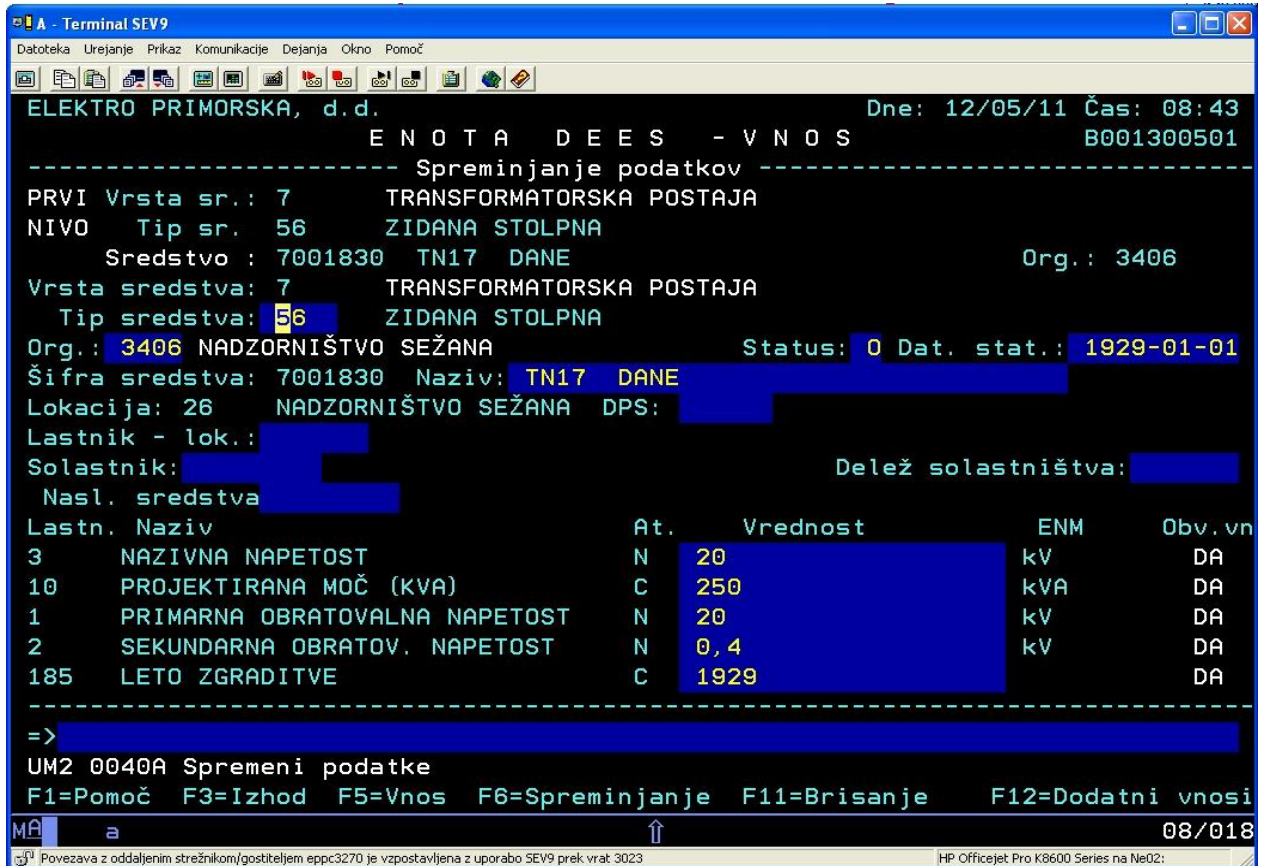 A - Terminal SEV9
Datoteka Urejanje Prikaz Komunikacije Dejanja Okno Pomoč
ELEKTRO PRIMORSKA, d.d. Dne: 12/05/11 Čas: 08:43
E N O T A D E E S - V N O S B001300501
------------------------ Spreminjanje podatkov --------------------------------
PRVI Vrsta sr.: 7 TRANSFORMATORSKA POSTAJA
NIVO Tip sr. 56 ZIDANA STOLPNA
Sredstvo : 7001830 TN17 DANE Org.: 3406
Vrsta sredstva: 7 TRANSFORMATORSKA POSTAJA
Tip sredstva: 56 ZIDANA STOLPNA
Org.: 3406 NADZORNIŠTVO SEŽANA Status: O Dat. stat.: 1929-01-01
Šifra sredstva: 7001830 Naziv: TN17 DANE
Lokacija: 26 NADZORNIŠTVO SEŽANA DPS:
Lastnik - lok.:
Solastnik: Delež solastništva:
Nasl. sredstva
Lastn. Naziv At. Vrednost ENM Obv.vn
3 NAZIVNA NAPETOST N 20 kV DA
10 PROJEKTIRANA MOČ (KVA) C 250 kVA DA
1 PRIMARNA OBRATOVALNA NAPETOST N 20 kV DA
2 SEKUNDARNA OBRATOV. NAPETOST N 0,4 kV DA
185 LETO ZGRADITVE C 1929 DA
-------------------------------------------------------------------------------
=>
UM2 0040A Spremeni podatke
F1=Pomoč F3=Izhod F5=Vnos F6=Spreminjanje F11=Brisanje F12=Dodatni vnosi
MA a ⇧ 08/018
Povezava z oddaljenim strežnikom/gostiteljem eppc3270 je vzpostavljena z uporabo SEV9 prek vrat 3023 HP Officejet Pro K8600 Series na Ne02: